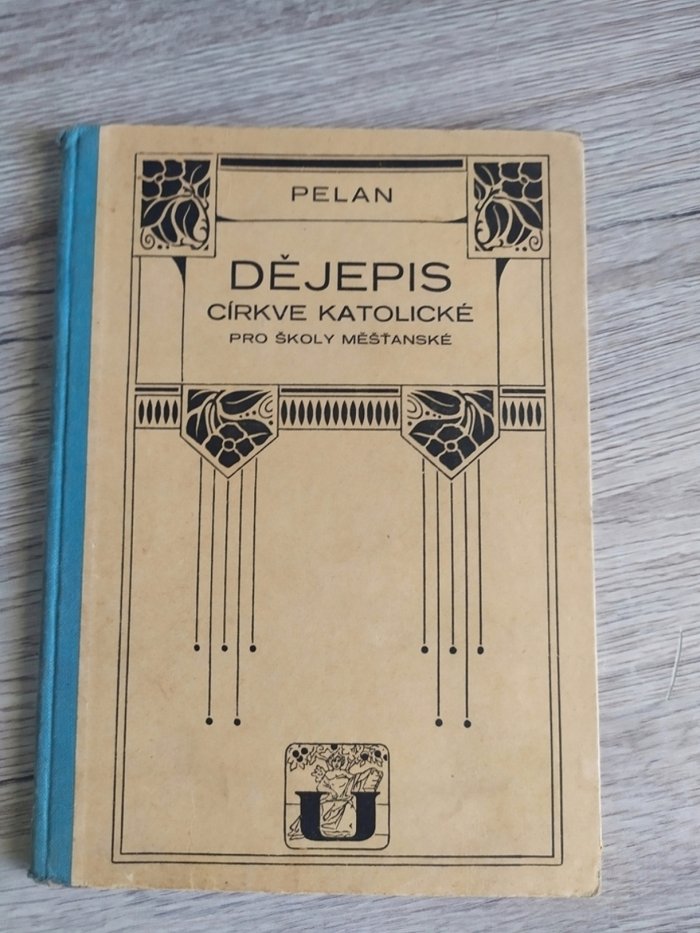 PELAN
DĚJEPIS
CÍRKVE KATOLICKÉ
PRO ŠKOLY MĚŠŤANSKÉ
U